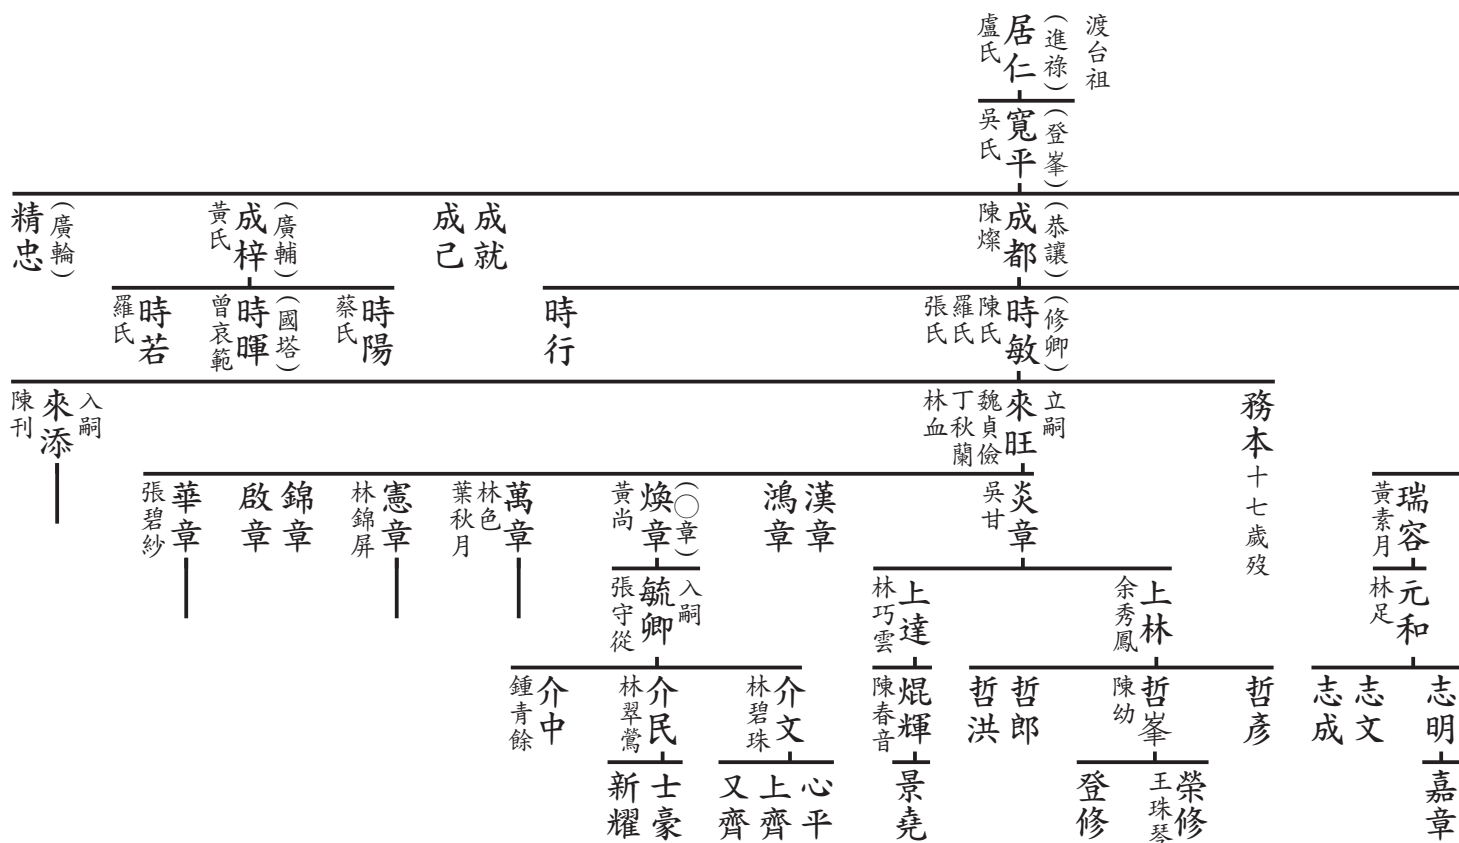 渡台祖
(進祿)
居仁
盧氏
(登峯)
寬平
吳氏
(恭讓)
成都
陳燦
成就
成己
(廣輔)
成梓
黃氏
(廣輪)
精忠
(修卿)
時敏
陳氏
羅氏
張氏
時行
時陽
蔡氏
(國塔)
時暉
曾哀範
時若
羅氏
務本十七歲歿
立嗣
來旺
魏貞儉
丁秋蘭
林血
入嗣
來添
陳刊
瑞容
黃素月
炎章
吳甘
漢章
鴻章
(○章)
煥章
黃尚
萬章
林色
葉秋月
憲章
林錦屏
錦章
啟章
華章
張碧紗
元和
林足
上林
余秀鳳
上達
林巧雲
入嗣
毓卿
張守從
志明
志文
志成
哲彥
哲峯
陳幼
哲郎
哲洪
焜輝
陳春音
介文
林碧珠
介民
林翠鶯
介中
鍾青餘
嘉章
榮修
王珠琴
登修
景堯
心平
上齊
又齊
士豪
新耀